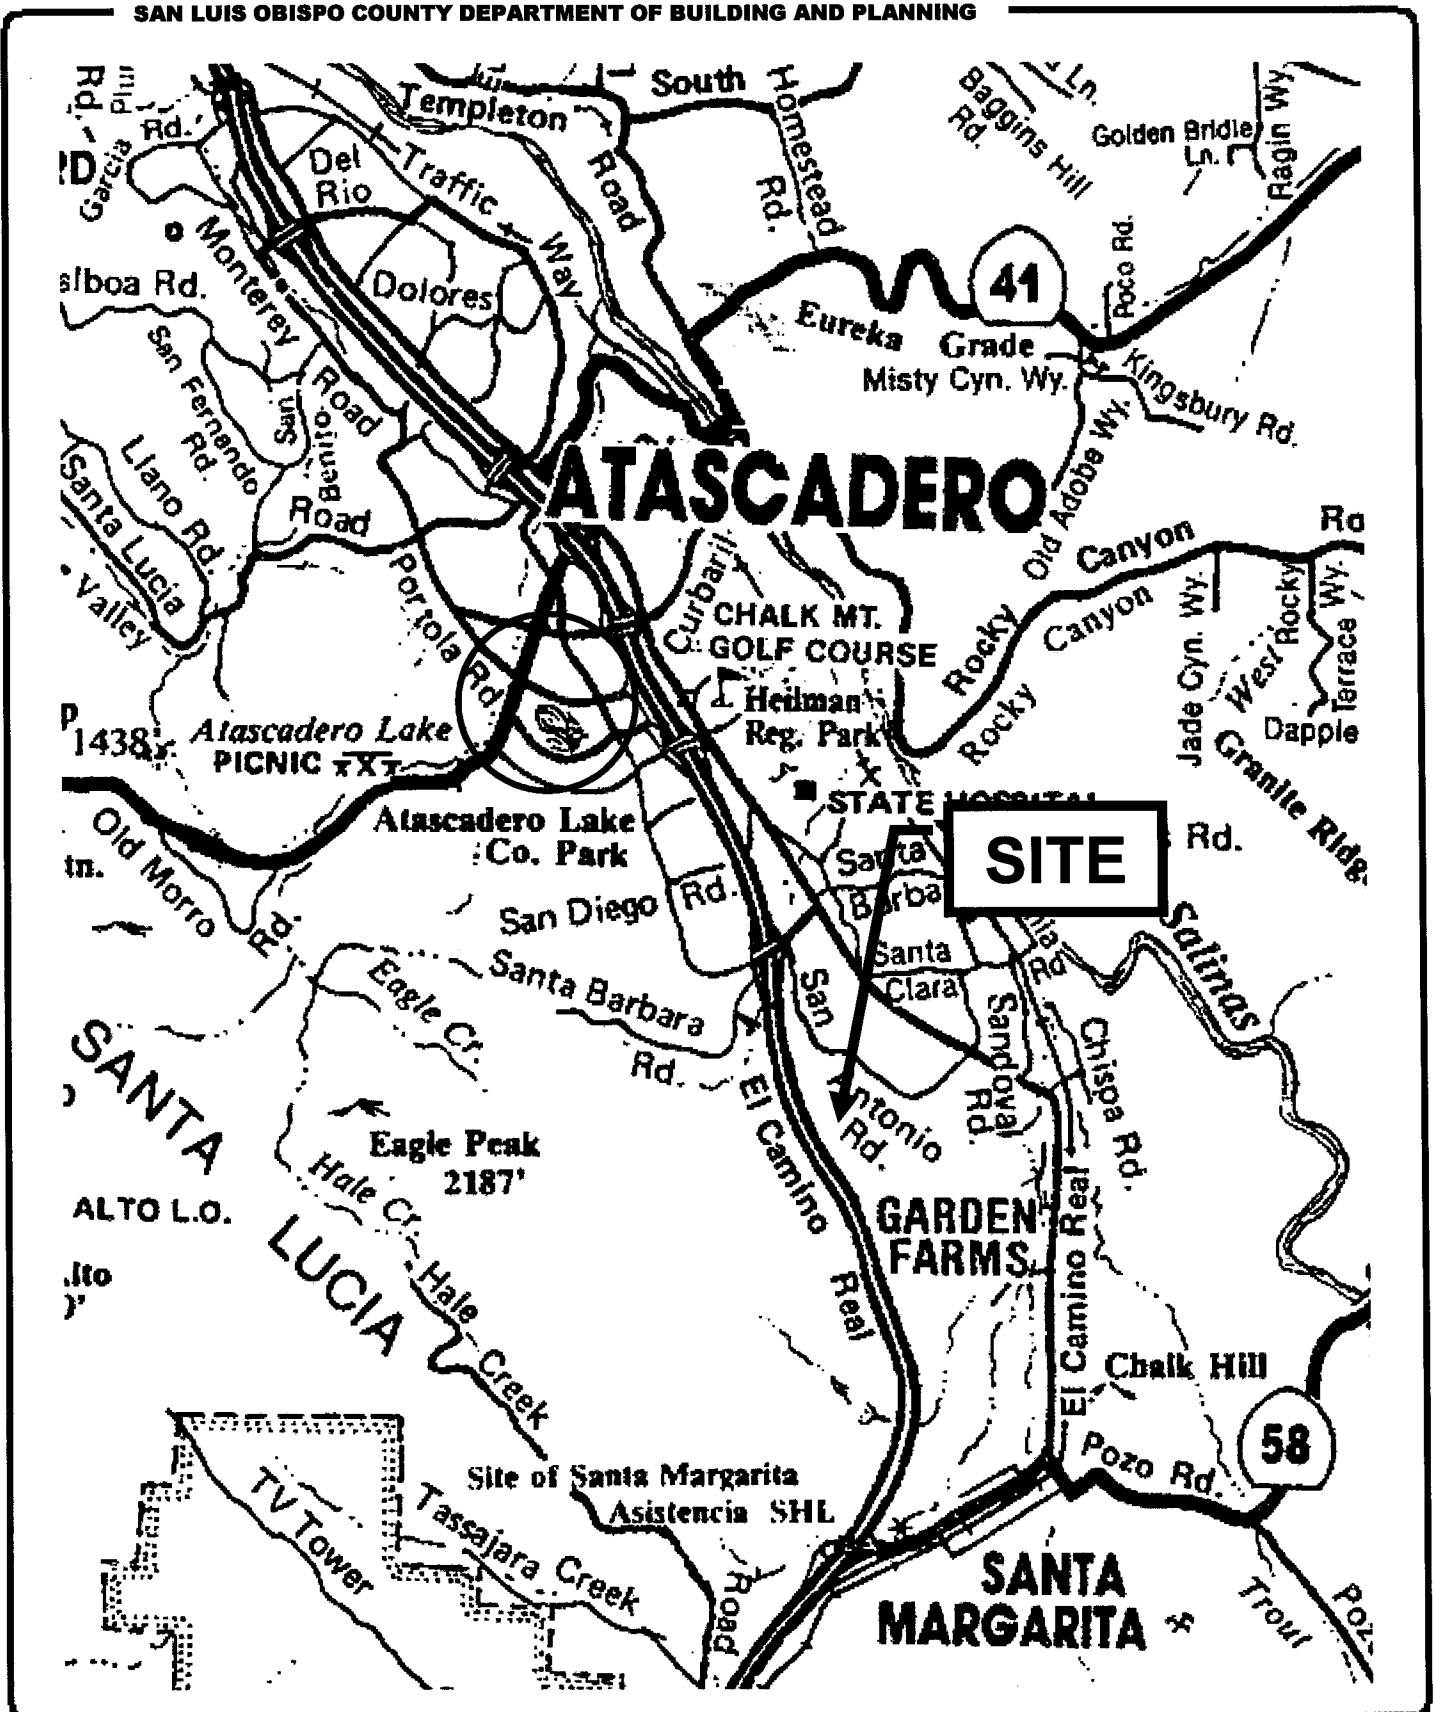 SAN LUIS OBISPO COUNTY DEPARTMENT OF BUILDING AND PLANNING
Rd
Rd.
Garcia
Del
Rio
Templeton
Road
Traffic
Way
South
Homestead
Rd.
Baggins Hill
Rd.
Ln.
Golden Bridle
Ln.
Ragin Wy
Monterey
Road
Dolores
41
Poco Rd.
Eureka Grade
Misty Cyn. Wy.
Kingsbury Rd.
Old Adobe Wy.
San Fernando
Rd.
San
Benito
Road
Llano Rd.
Santa Lucia
Valley
ATASCADERO
Portola Rd
Curbaril
CHALK MT.
GOLF COURSE
Heilman
Reg. Park
Rocky
Canyon
Rocky
Canyon
Jade Cyn. Wy.
West
Rocky
Terrace Wy.
Dapple
Granite Ridg.
1438
Atascadero Lake
PICNIC
Atascadero Lake
Co. Park
STATE HOSPITAL
SITE
Rd.
Old Morro
Rd.
San Diego Rd.
Santa
Barba
Santa
Clara
Rd
Salinas
Eagle Cr.
Santa Barbara
Rd.
San
Antonio
Rd.
Sandoval
Rd.
Chispa Rd.
SANTA
LUCIA
Eagle Peak
2187'
Hale Cr.
ALTO L.O.
El Camino
Real
GARDEN
FARMS
El Camino Real
Hale
Creek
Chalk Hill
58
Pozo Rd.
Site of Santa Margarita
Asistencia SHL
TV Tower
Tassajara Creek
Road
SANTA
MARGARITA
Trout